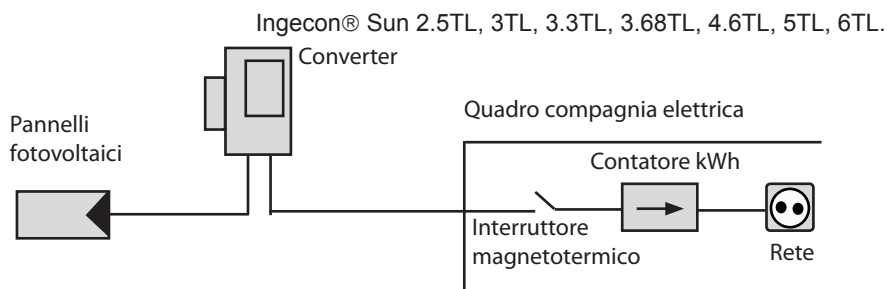 Ingecon® Sun 2.5TL, 3TL, 3.3TL, 3.68TL, 4.6TL, 5TL, 6TL.
Converter
Quadro compagnia elettrica
Pannelli
fotovoltaici
Contatore kWh
Interruttore
magnetotermico
Rete